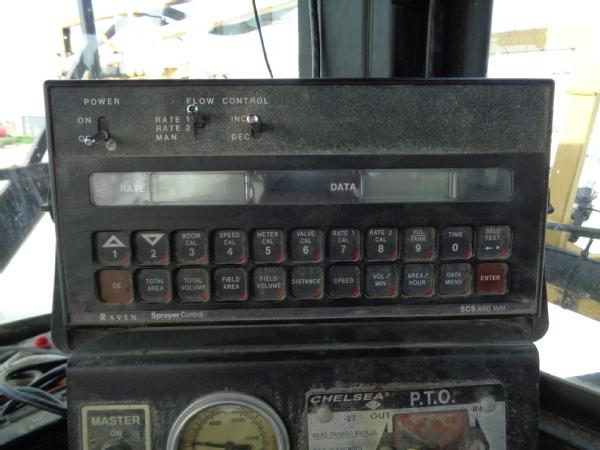 POWER FLOW CONTROL
ON RATE 1 INC
RATE 2
MAN DEC
RATE DATA
1 2 BOOM CAL 3 SPEED CAL 4 METER CAL 5 VALVE CAL 6 RATE 1 CAL 7 RATE 2 CAL 8 VOL TANK 9 TIME 0 SELF TEST
CE TOTAL AREA TOTAL VOLUME FIELD AREA FIELD VOLUME DISTANCE SPEED VOL/MIN AREA/HOUR DATA MENU ENTER
RAVEN Sprayer Control SCS 660 M/M
CHELSEA P.T.O.
-27 OUT IN
MASTER
ON
READ OWNERS MANUAL